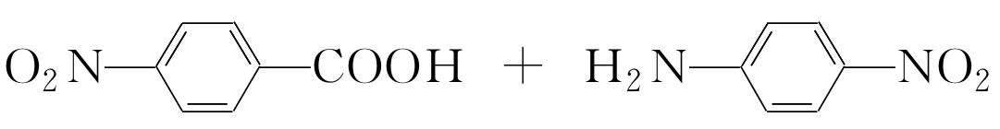 O₂N COOH + H₂N NO₂